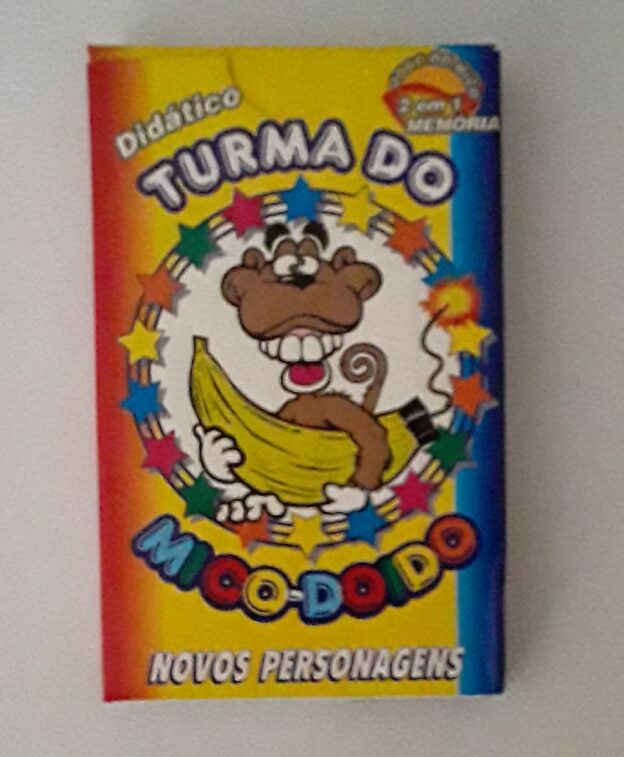 Didático
2 em 1
MEMÓRIA
TURMA DO
MICO-DOIDO
NOVOS PERSONAGENS